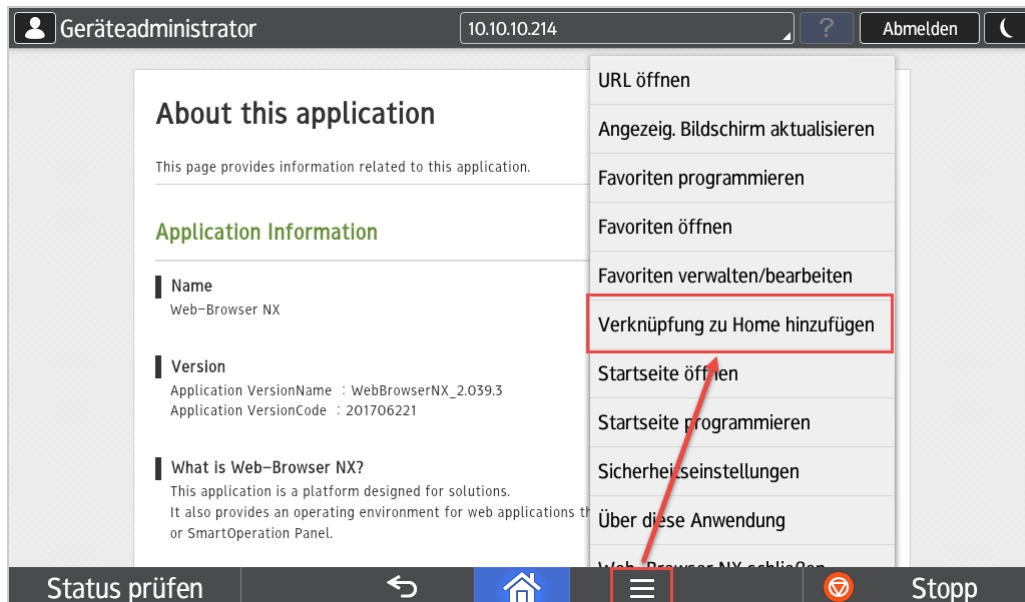 Geräteadministrator
10.10.10.214
?
Abmelden
About this application
This page provides information related to this application.
Application Information
Name
Web-Browser NX
Version
Application VersionName : WebBrowserNX_2.039.3
Application VersionCode : 201706221
What is Web-Browser NX?
This application is a platform designed for solutions.
It also provides an operating environment for web applications
or SmartOperation Panel.
URL öffnen
Angezeig. Bildschirm aktualisieren
Favoriten programmieren
Favoriten öffnen
Favoriten verwalten/bearbeiten
Verknüpfung zu Home hinzufügen
Startseite öffnen
Startseite programmieren
Sicherheitseinstellungen
Über diese Anwendung
Web-Browser NX schließen
Status prüfen
Stopp